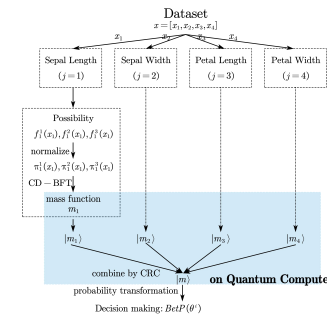 Dataset
x = [x₁, x₂, x₃, x₄]
x₁ x₂ x₃ x₄
Sepal Length Sepal Width Petal Length Petal Width
(j = 1) (j = 2) (j = 3) (j = 4)
Possibility
f₁¹(x₁), f₁²(x₁), f₁³(x₁)
normalize
π₁¹(x₁), π₁²(x₁), π₁³(x₁)
CD − BFT
mass function
m₁
|m₁⟩ |m₂⟩ |m₃⟩ |m₄⟩
combine by CRC
|m⟩ on Quantum Compute
probability transformation
Decision making: BetP(θⁱ)